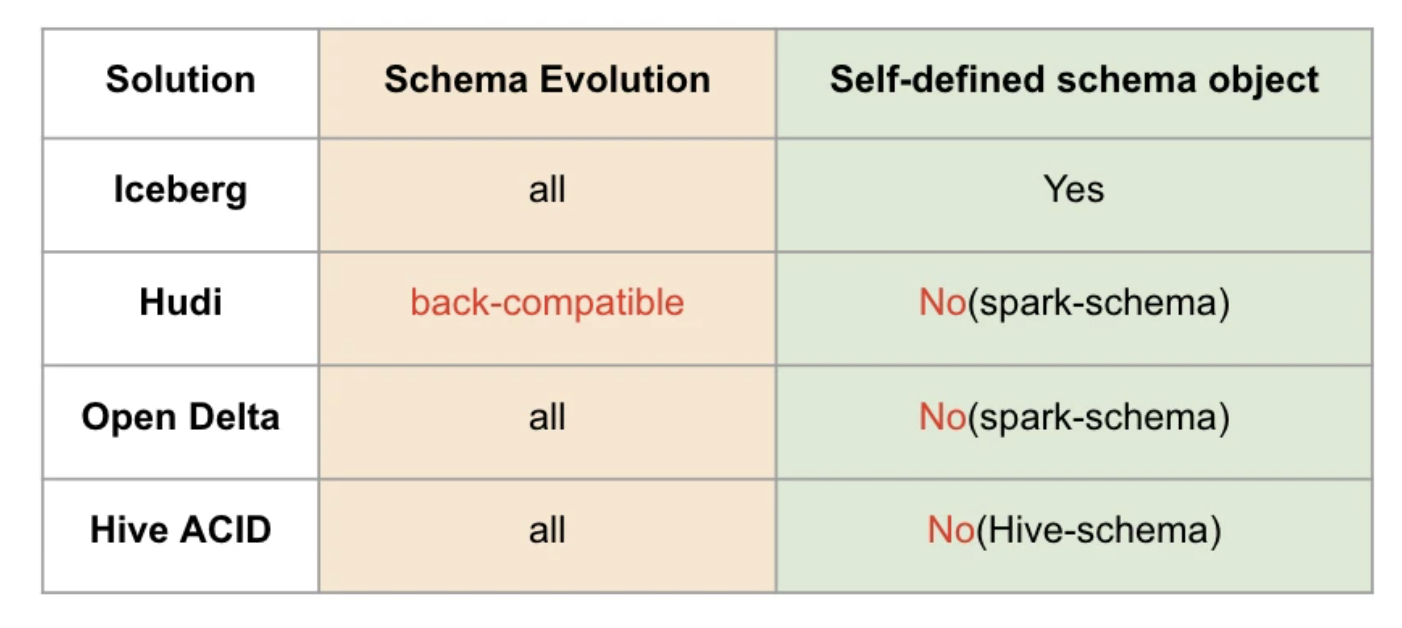 Solution Schema Evolution Self-defined schema object
Iceberg all Yes
Hudi back-compatible No(spark-schema)
Open Delta all No(spark-schema)
Hive ACID all No(Hive-schema)